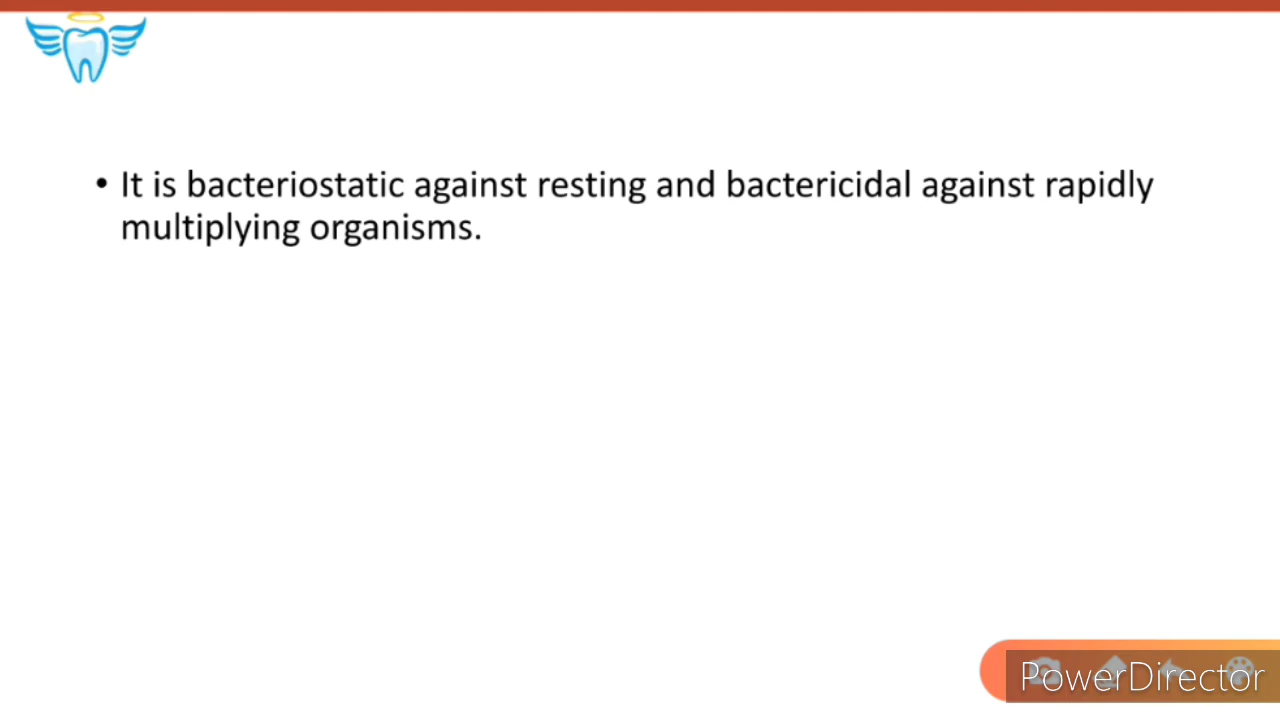 • It is bacteriostatic against resting and bactericidal against rapidly
multiplying organisms.
PowerDirector